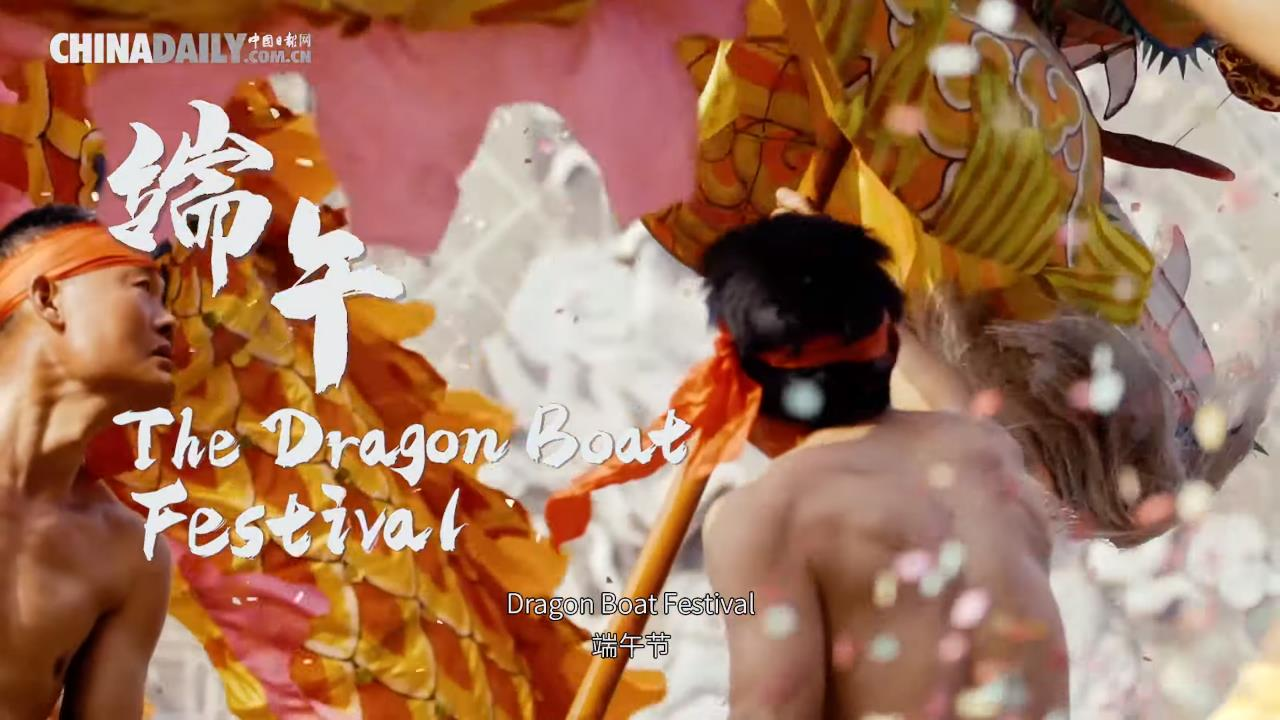 CHINADAILY 中国日报网
.COM.CN
端午
The Dragon Boat
Festival
Dragon Boat Festival
端午节